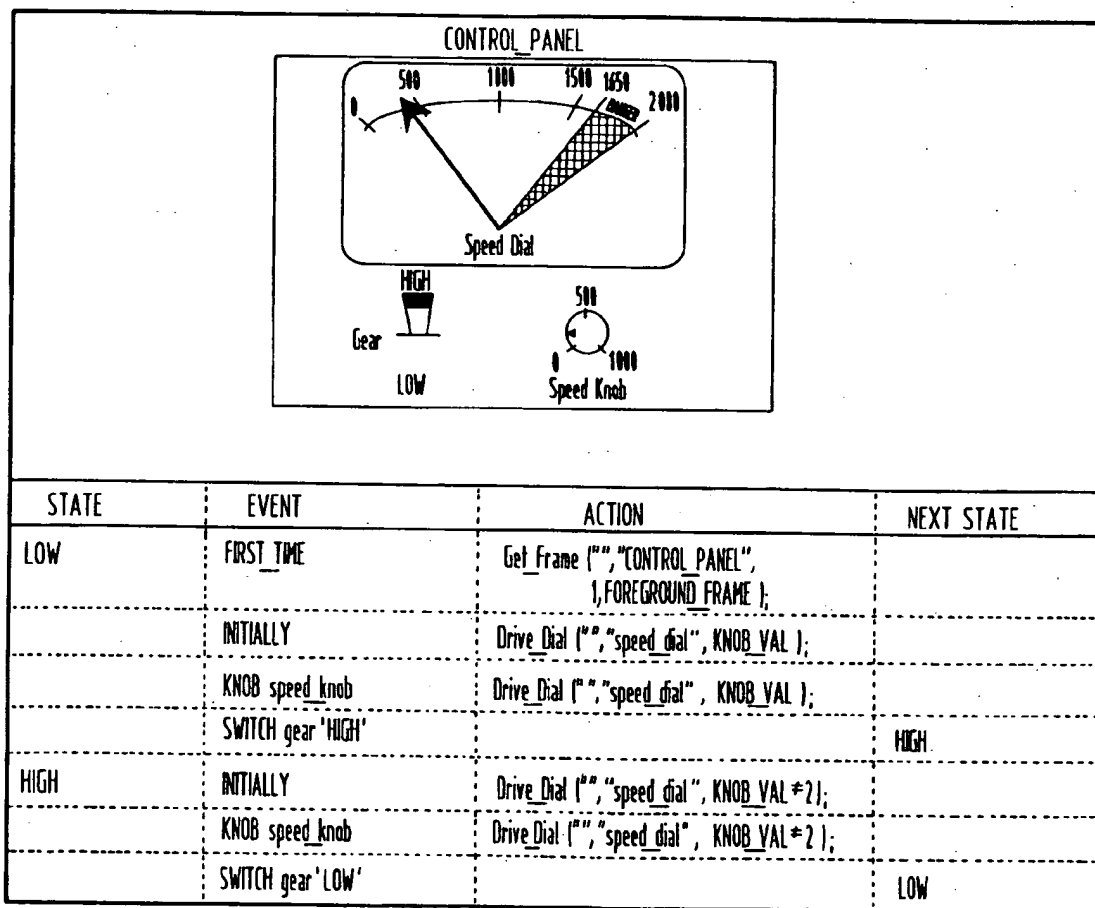 CONTROL_PANEL
0 500 1000 1500 1650 2000
DANGER
Speed Dial
HIGH
Gear
LOW
500
0 1000
Speed Knob
STATE EVENT ACTION NEXT STATE
LOW FIRST_TIME Get_Frame ("","CONTROL_PANEL",
1,FOREGROUND_FRAME );
INITIALLY Drive_Dial ("","speed_dial", KNOB_VAL );
KNOB speed_knob Drive_Dial ("","speed_dial" , KNOB_VAL );
SWITCH gear 'HIGH' HIGH
HIGH INITIALLY Drive_Dial ("","speed_dial", KNOB_VAL*2);
KNOB speed_knob Drive_Dial ("","speed_dial" , KNOB_VAL*2 );
SWITCH gear 'LOW' LOW